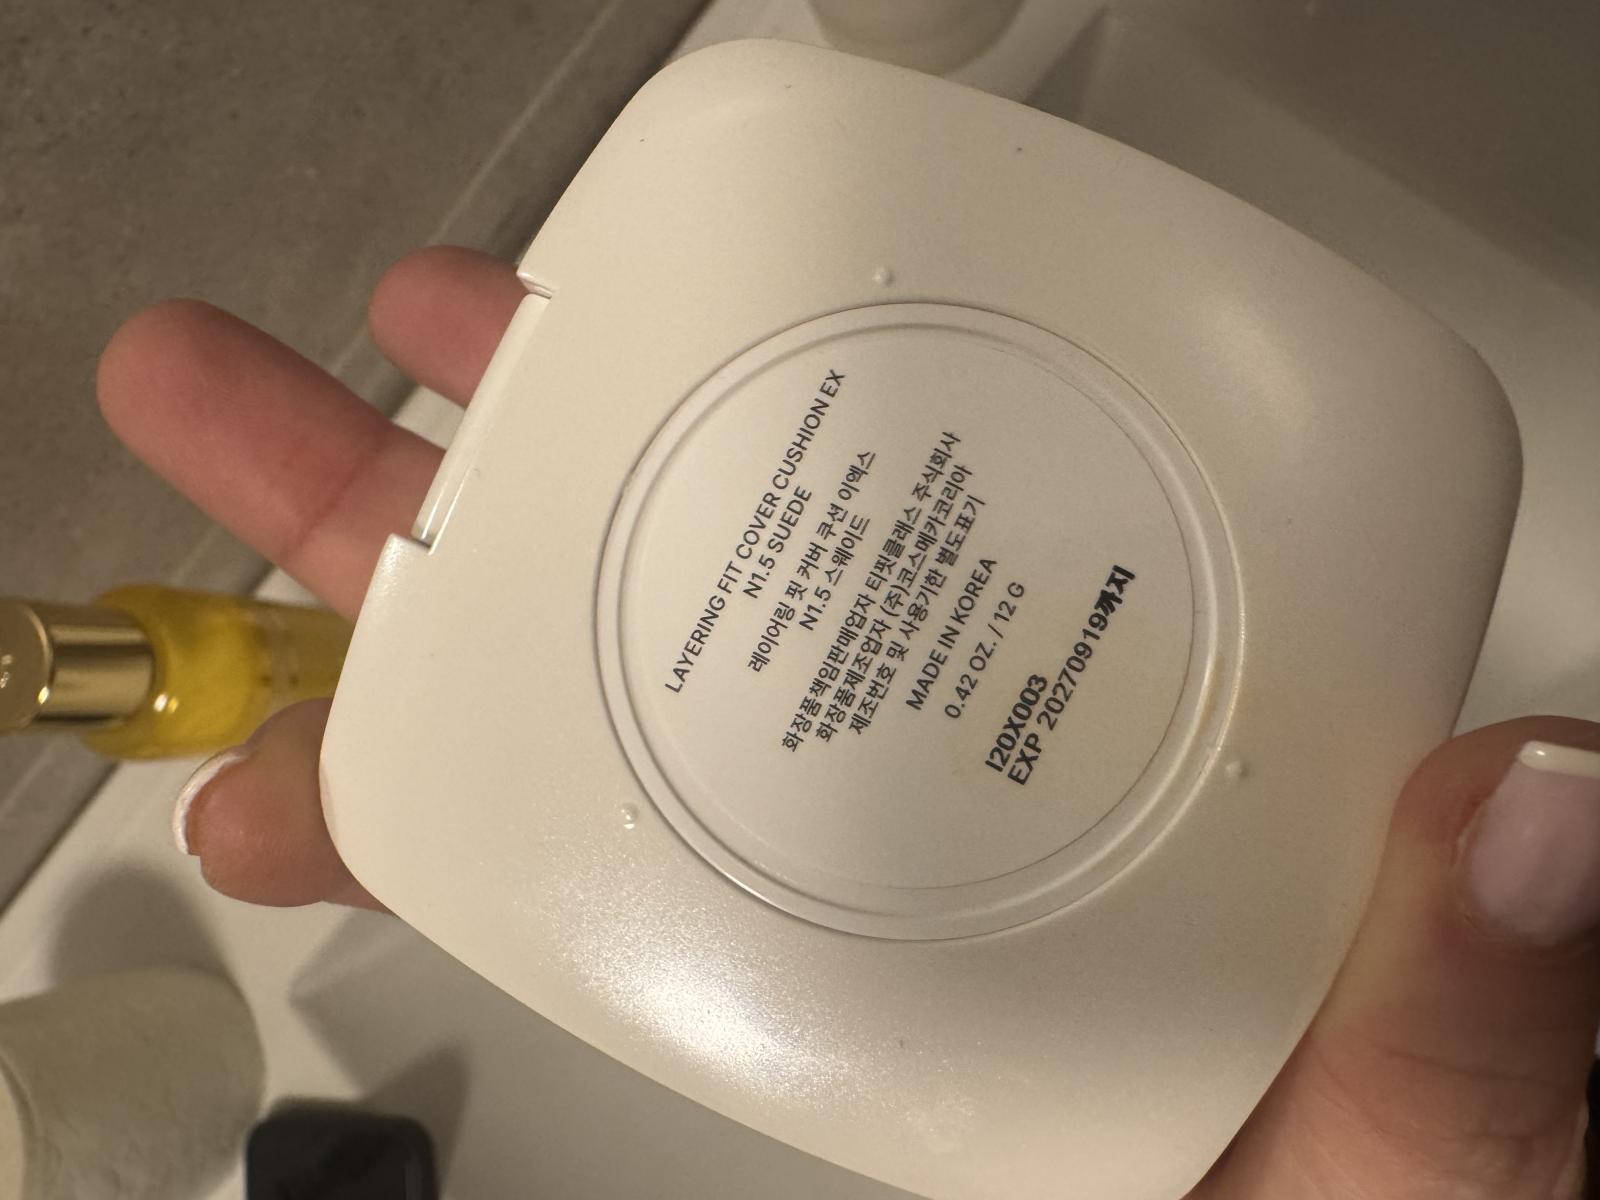 LAYERING FIT COVER CUSHION EX
N1.5 SUEDE
레이어링 핏 커버 쿠션 이엑스
N1.5 스웨이드
화장품책임판매업자 티핏클래스 주식회사
화장품제조업자 (주)코스메카코리아
제조번호 및 사용기한 별도표기
MADE IN KOREA
0.42 OZ. / 12 G
I20X003
EXP 20270919까지